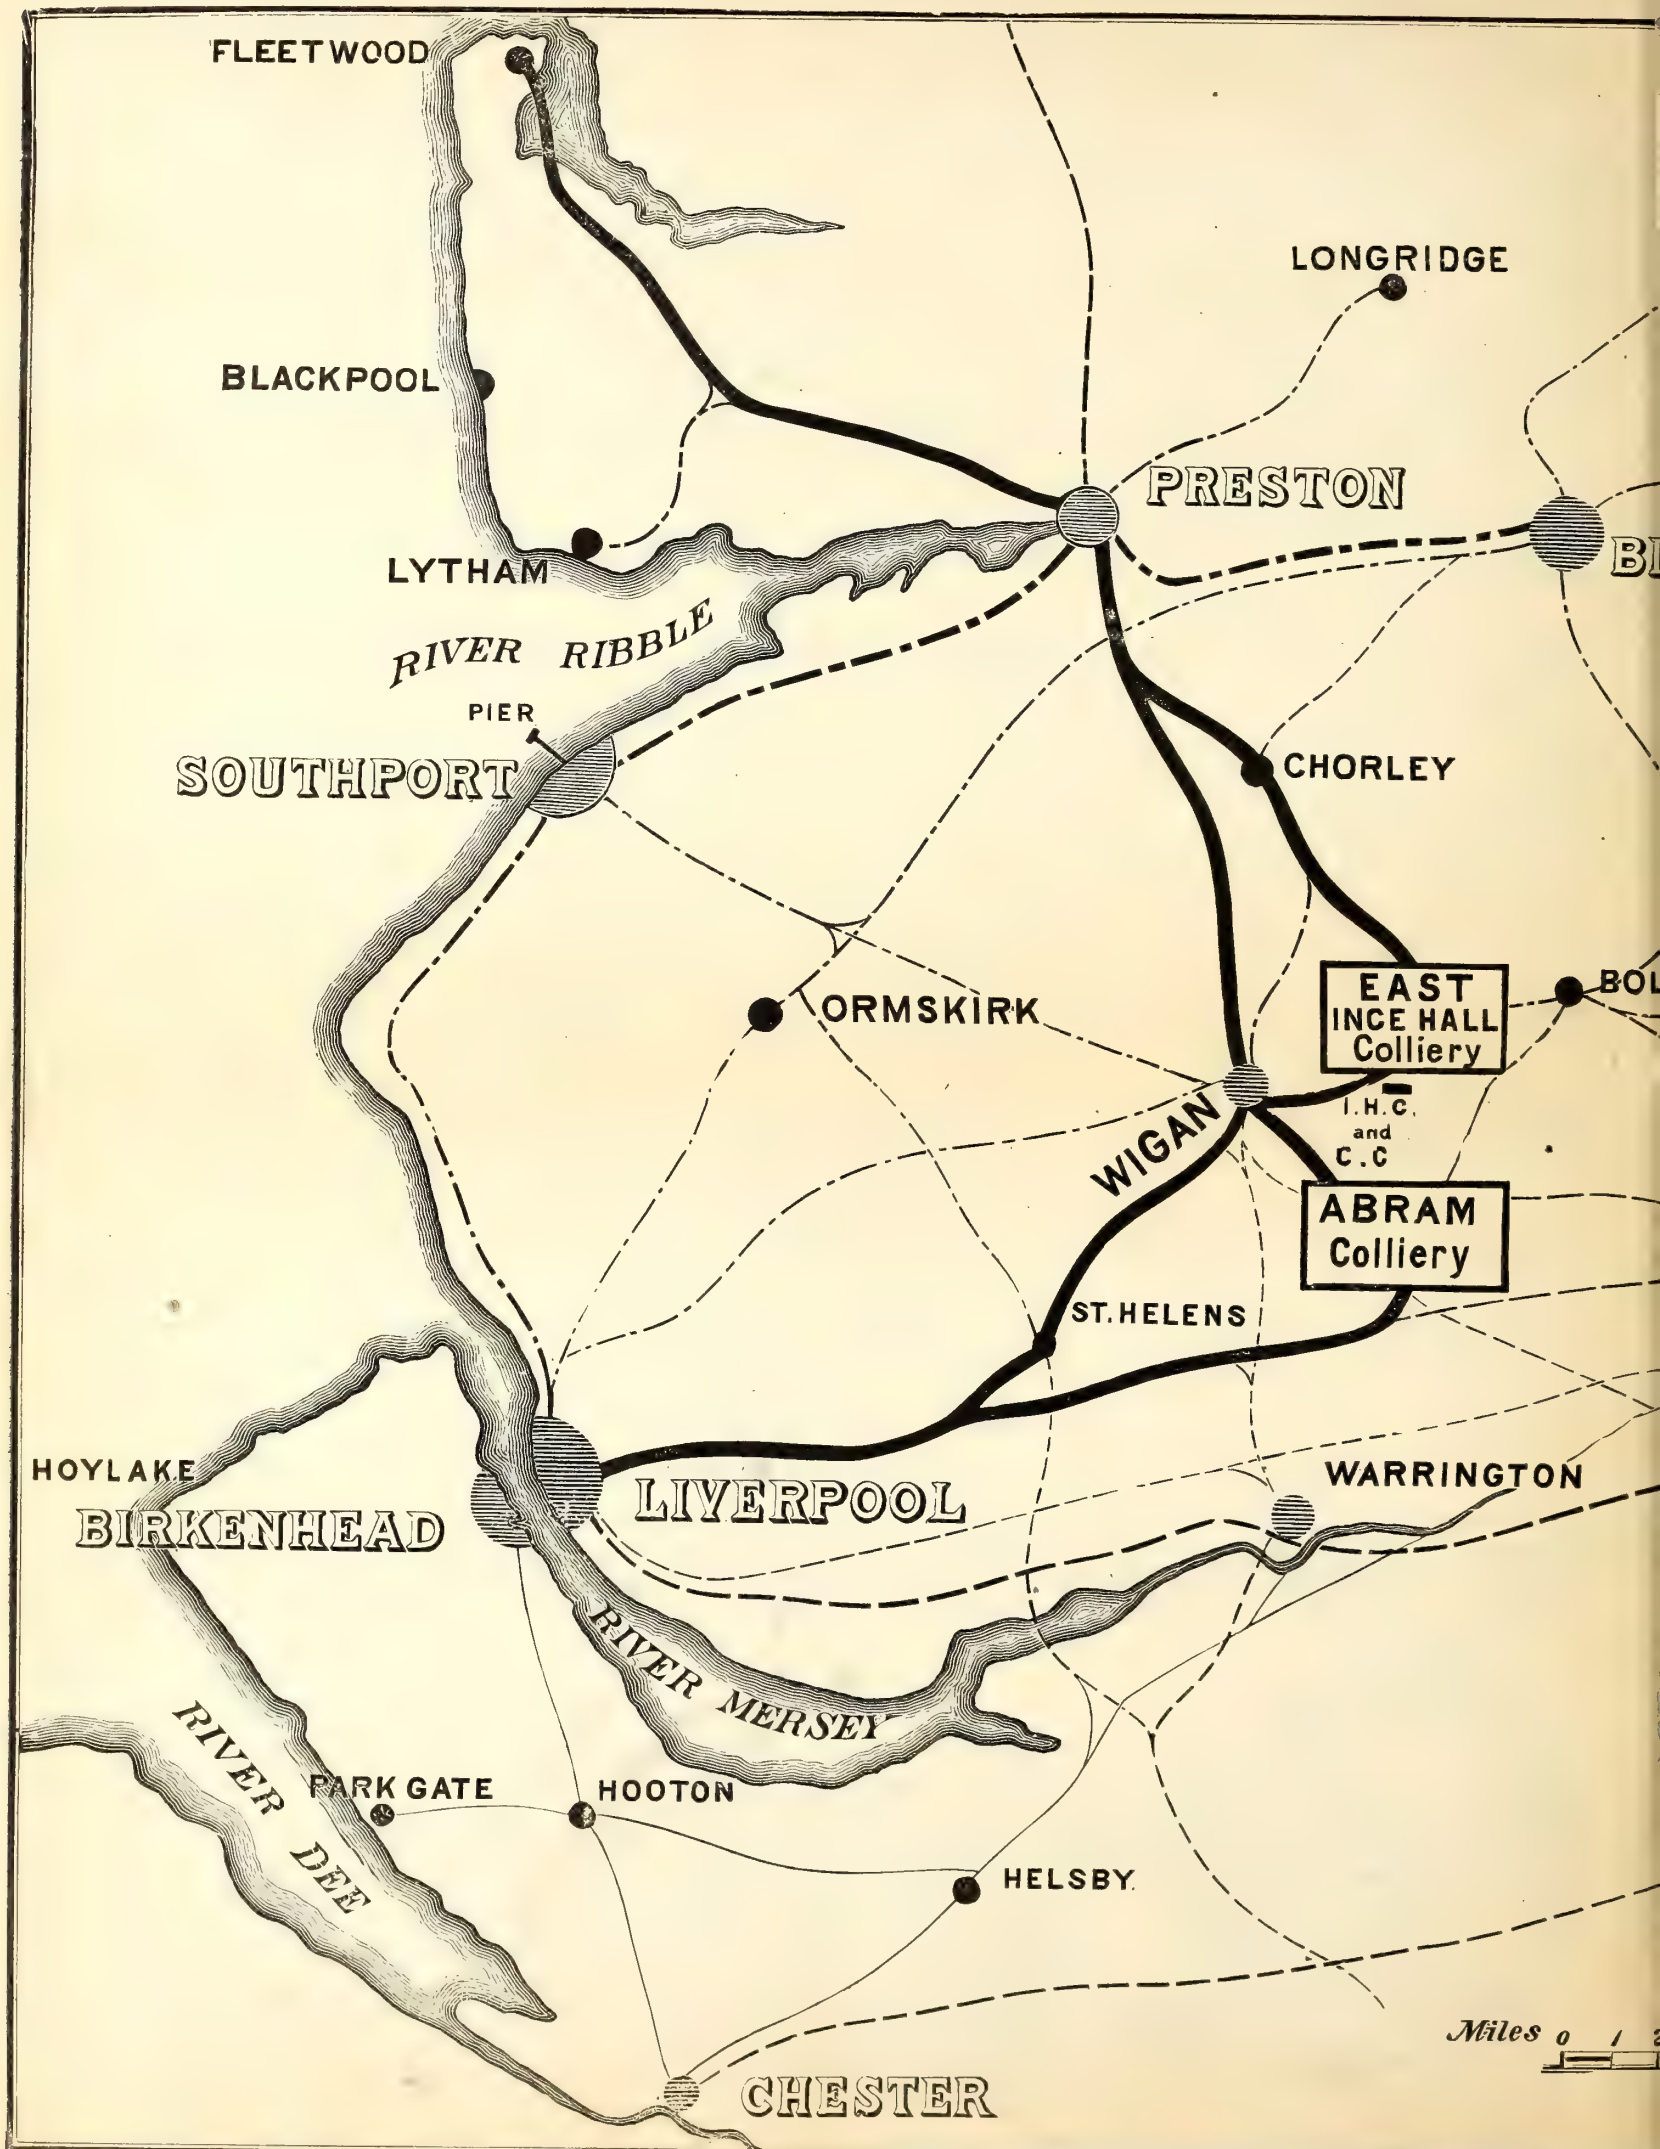 FLEETWOOD
LONGRIDGE
BLACKPOOL
PRESTON
LYTHAM
RIVER RIBBLE
PIER
SOUTHPORT
CHORLEY
EAST
INCE HALL
Colliery
ORMSKIRK
I.H.C.
and
C.C
WIGAN
ABRAM
Colliery
ST. HELENS
HOYLAKE
WARRINGTON
LIVERPOOL
BIRKENHEAD
RIVER MERSEY
RIVER DEE
PARK GATE
HOOTON
HELSBY.
Miles 0 1 2
CHESTER